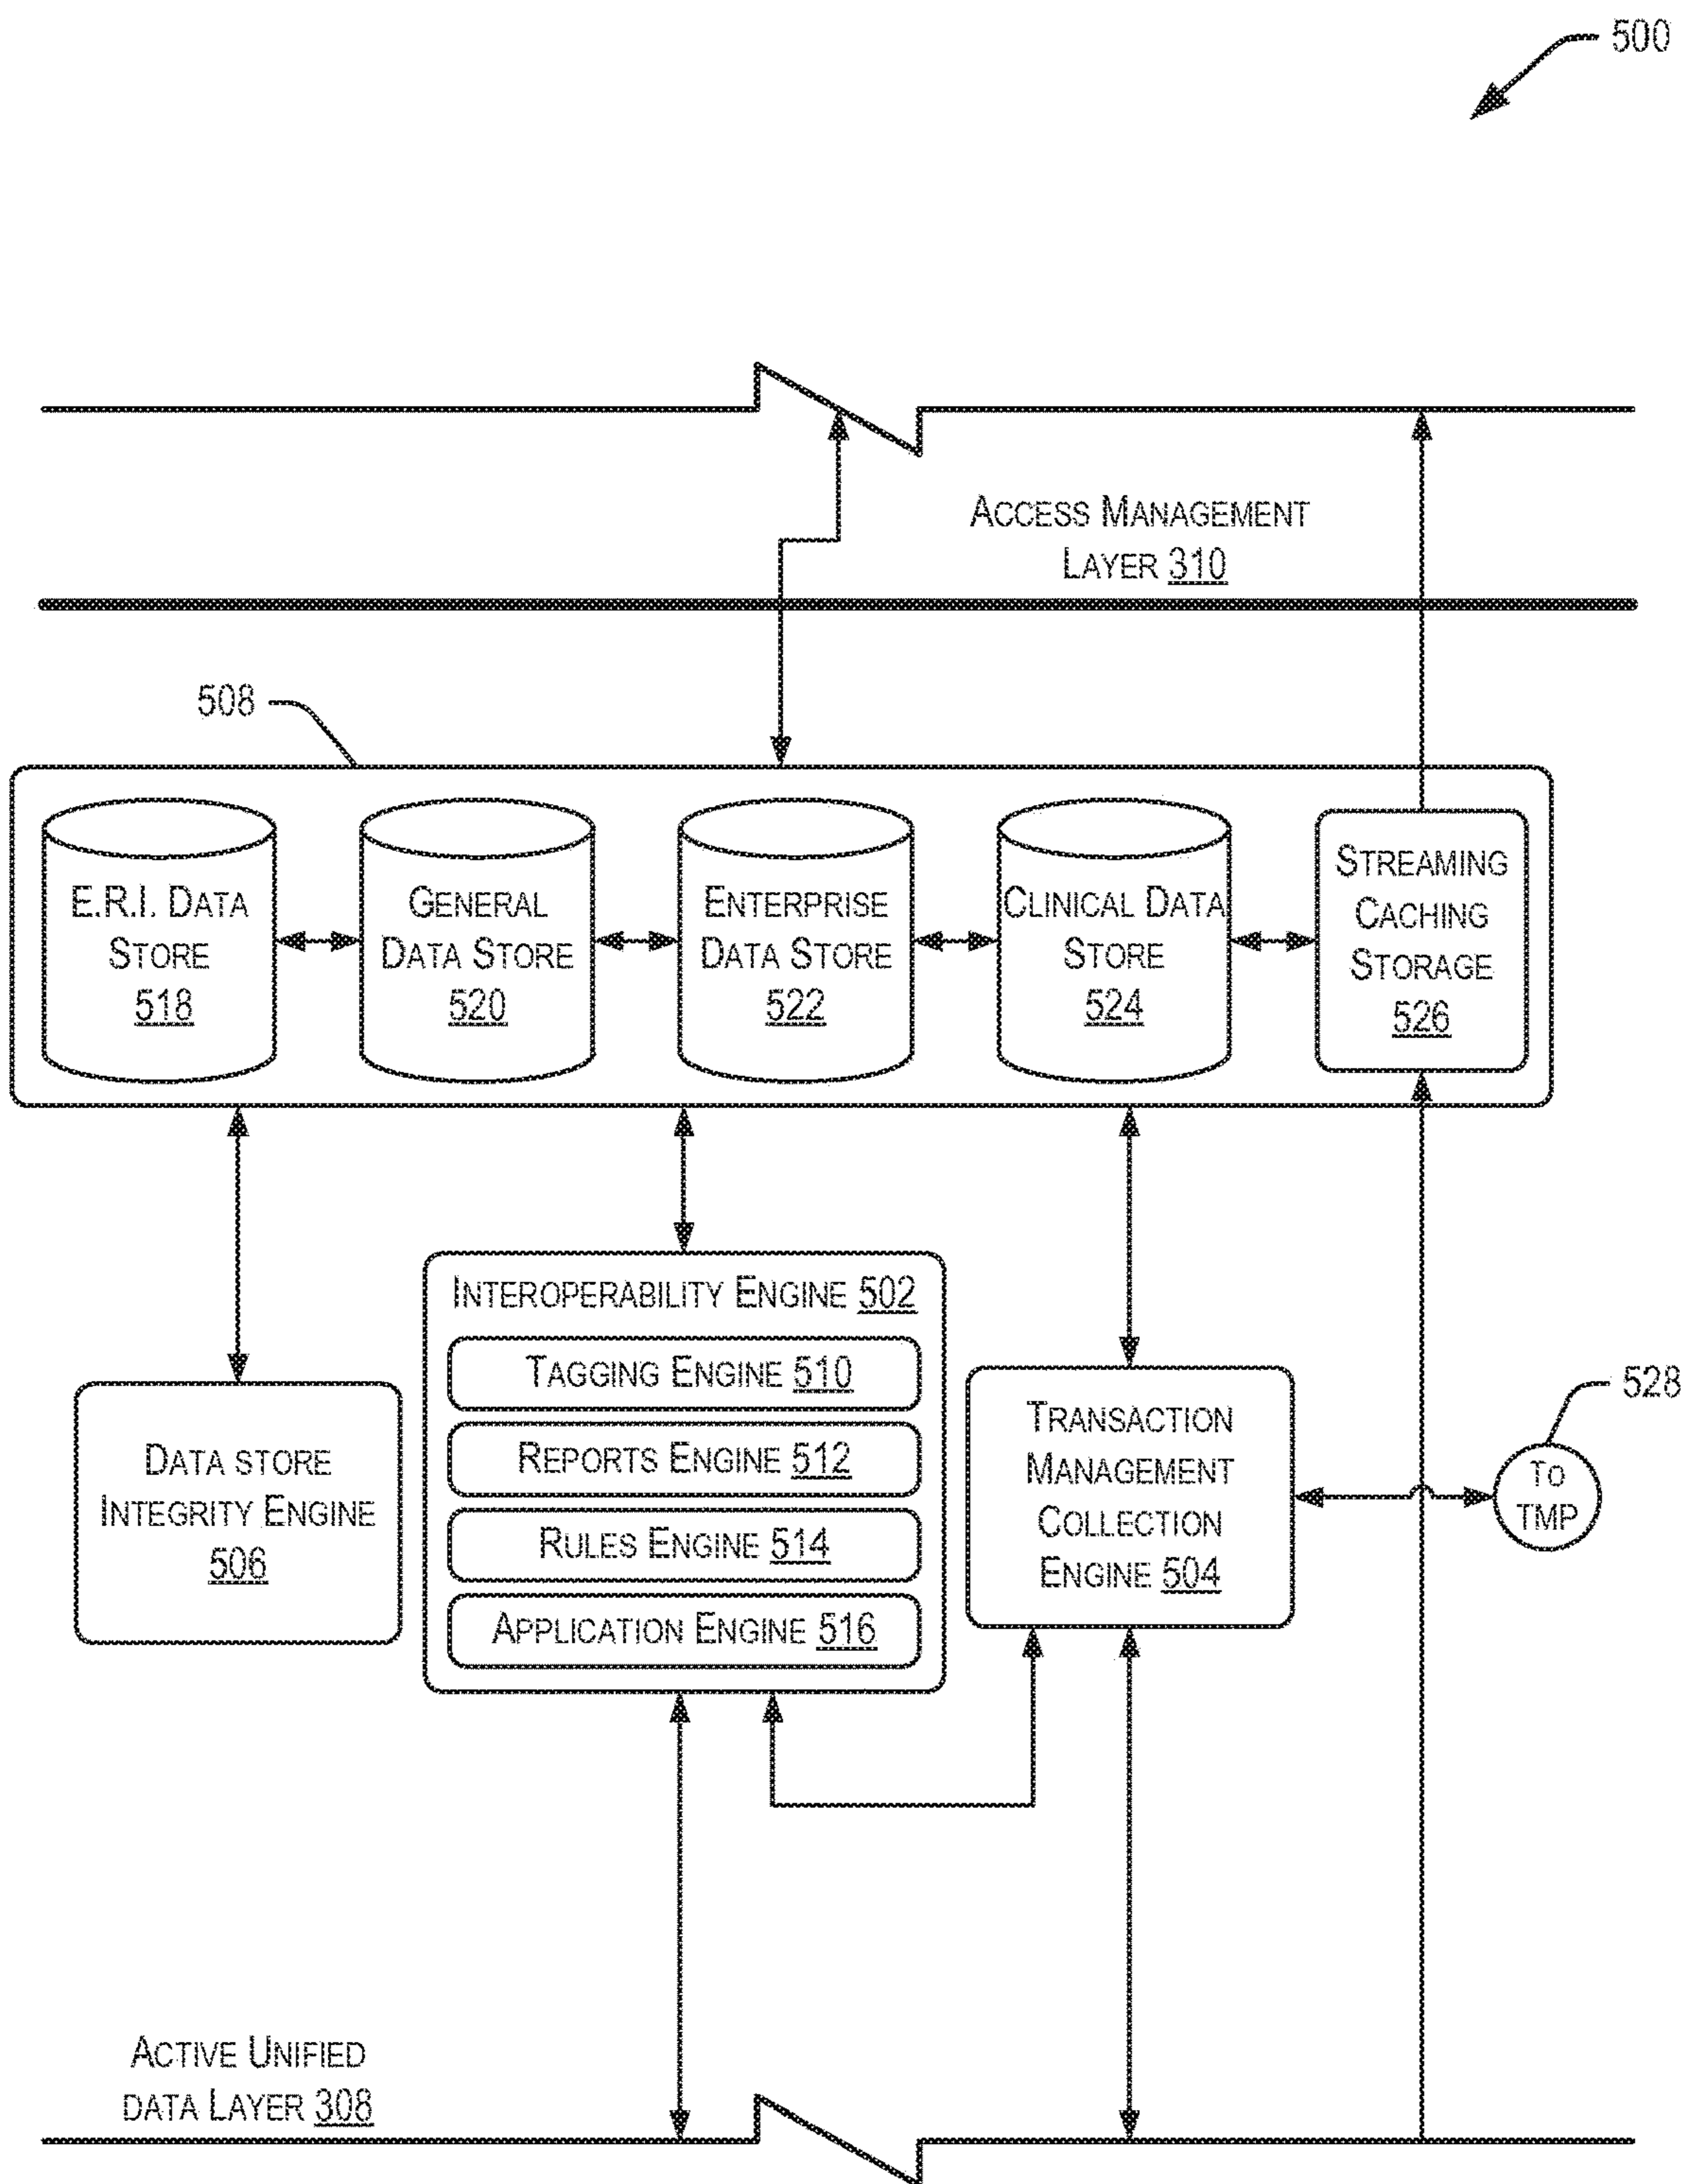 500
ACCESS MANAGEMENT
LAYER 310
508
E.R.I. DATA
STORE
518
GENERAL
DATA STORE
520
ENTERPRISE
DATA STORE
522
CLINICAL DATA
STORE
524
STREAMING
CACHING
STORAGE
526
INTEROPERABILITY ENGINE 502
TAGGING ENGINE 510
REPORTS ENGINE 512
RULES ENGINE 514
APPLICATION ENGINE 516
DATA STORE
INTEGRITY ENGINE
506
TRANSACTION
MANAGEMENT
COLLECTION
ENGINE 504
528
TO
TMP
ACTIVE UNIFIED
DATA LAYER 308